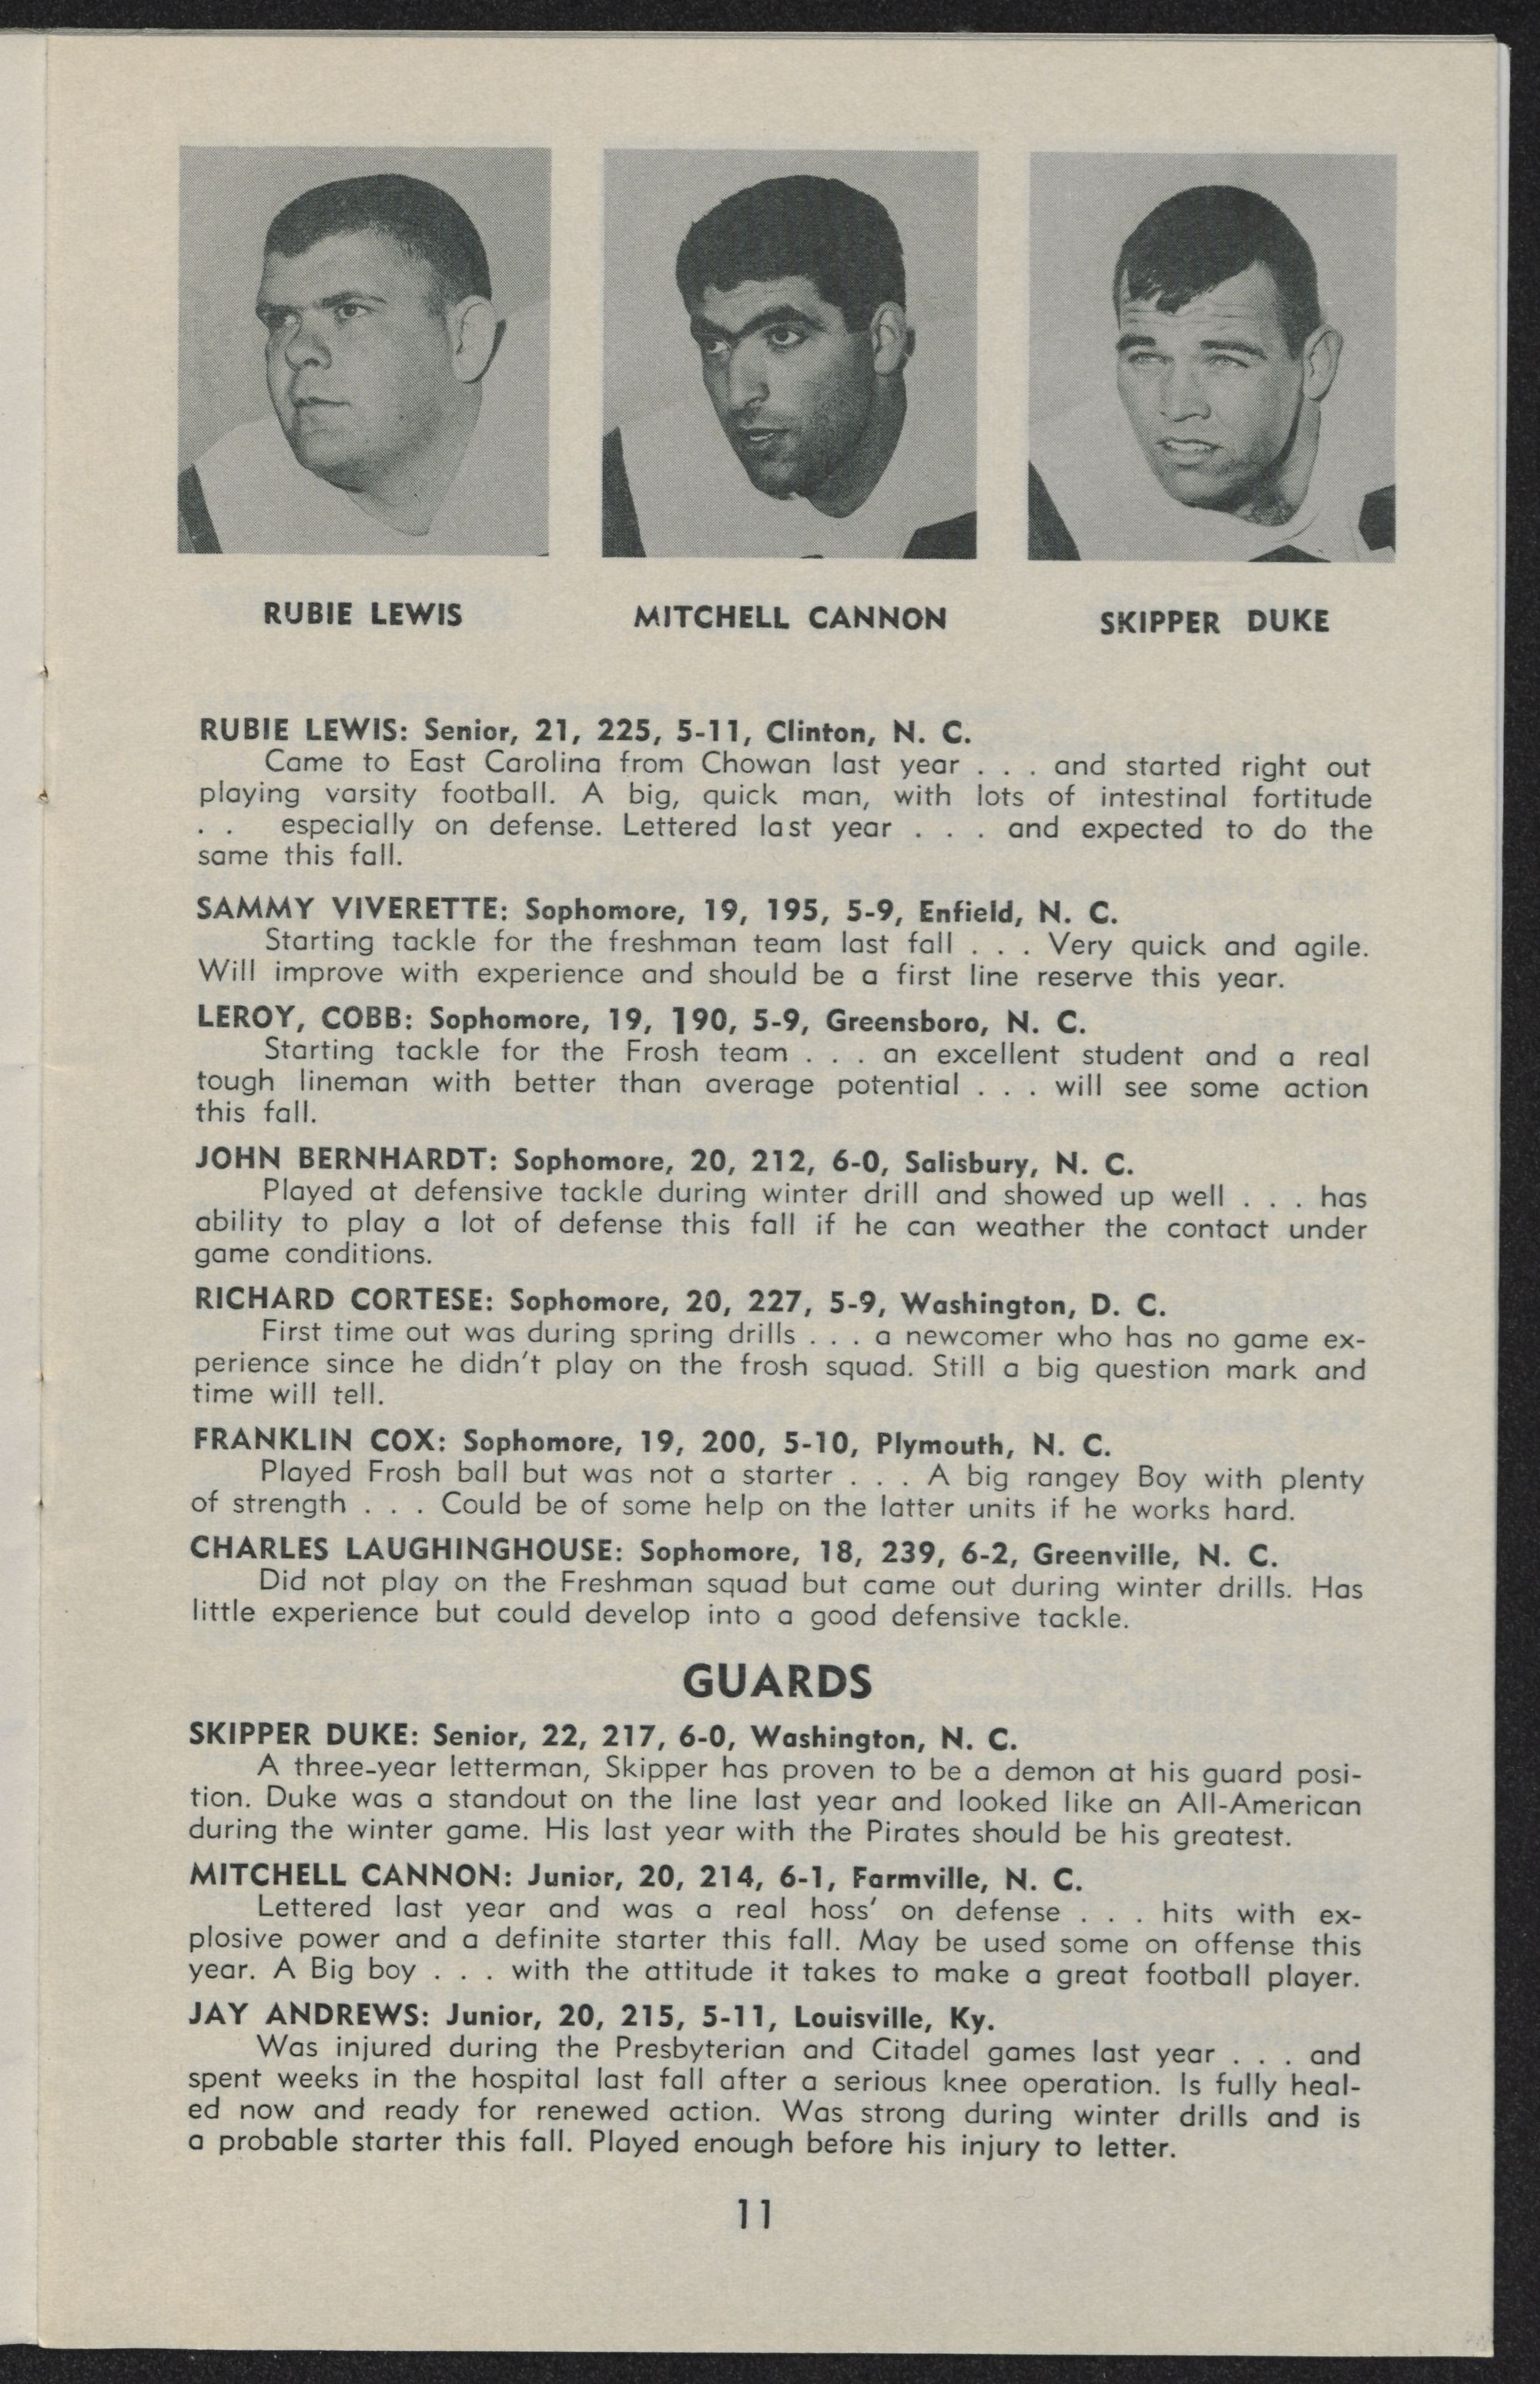 RUBIE LEWIS
MITCHELL CANNON
SKIPPER DUKE
RUBIE LEWIS: Senior, 21, 225, 5-11, Clinton, N. C.
Came to East Carolina from Chowan last year . . . and started right out
playing varsity football. A big, quick man, with lots of intestinal fortitude
. . especially on defense. Lettered last year . . . and expected to do the
same this fall.
SAMMY VIVERETTE: Sophomore, 19, 195, 5-9, Enfield, N. C.
Starting tackle for the freshman team last fall . . . Very quick and agile.
Will improve with experience and should be a first line reserve this year.
LEROY, COBB: Sophomore, 19, 190, 5-9, Greensboro, N. C.
Starting tackle for the Frosh team . . . an excellent student and a real
tough lineman with better than average potential . . . will see some action
this fall.
JOHN BERNHARDT: Sophomore, 20, 212, 6-0, Salisbury, N. C.
Played at defensive tackle during winter drill and showed up well . . . has
ability to play a lot of defense this fall if he can weather the contact under
game conditions.
RICHARD CORTESE: Sophomore, 20, 227, 5-9, Washington, D. C.
First time out was during spring drills . . . a newcomer who has no game ex-
perience since he didn't play on the frosh squad. Still a big question mark and
time will tell.
FRANKLIN COX: Sophomore, 19, 200, 5-10, Plymouth, N. C.
Played Frosh ball but was not a starter . . . A big rangey Boy with plenty
of strength . . . Could be of some help on the latter units if he works hard.
CHARLES LAUGHINGHOUSE: Sophomore, 18, 239, 6-2, Greenville, N. C.
Did not play on the Freshman squad but came out during winter drills. Has
little experience but could develop into a good defensive tackle.
GUARDS
SKIPPER DUKE: Senior, 22, 217, 6-0, Washington, N. C.
A three-year letterman, Skipper has proven to be a demon at his guard posi-
tion. Duke was a standout on the line last year and looked like an All-American
during the winter game. His last year with the Pirates should be his greatest.
MITCHELL CANNON: Junior, 20, 214, 6-1, Farmville, N. C.
Lettered last year and was a real hoss' on defense . . . hits with ex-
plosive power and a definite starter this fall. May be used some on offense this
year. A Big boy . . . with the attitude it takes to make a great football player.
JAY ANDREWS: Junior, 20, 215, 5-11, Louisville, Ky.
Was injured during the Presbyterian and Citadel games last year . . . and
spent weeks in the hospital last fall after a serious knee operation. Is fully heal-
ed now and ready for renewed action. Was strong during winter drills and is
a probable starter this fall. Played enough before his injury to letter.
11